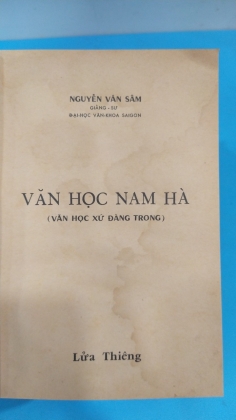 NGUYỄN VĂN SÂM
GIẢNG-SƯ
ĐẠI-HỌC VĂN-KHOA SAIGON
VĂN HỌC NAM HÀ
(VĂN HỌC XỨ ĐÀNG TRONG)
Lửa Thiêng